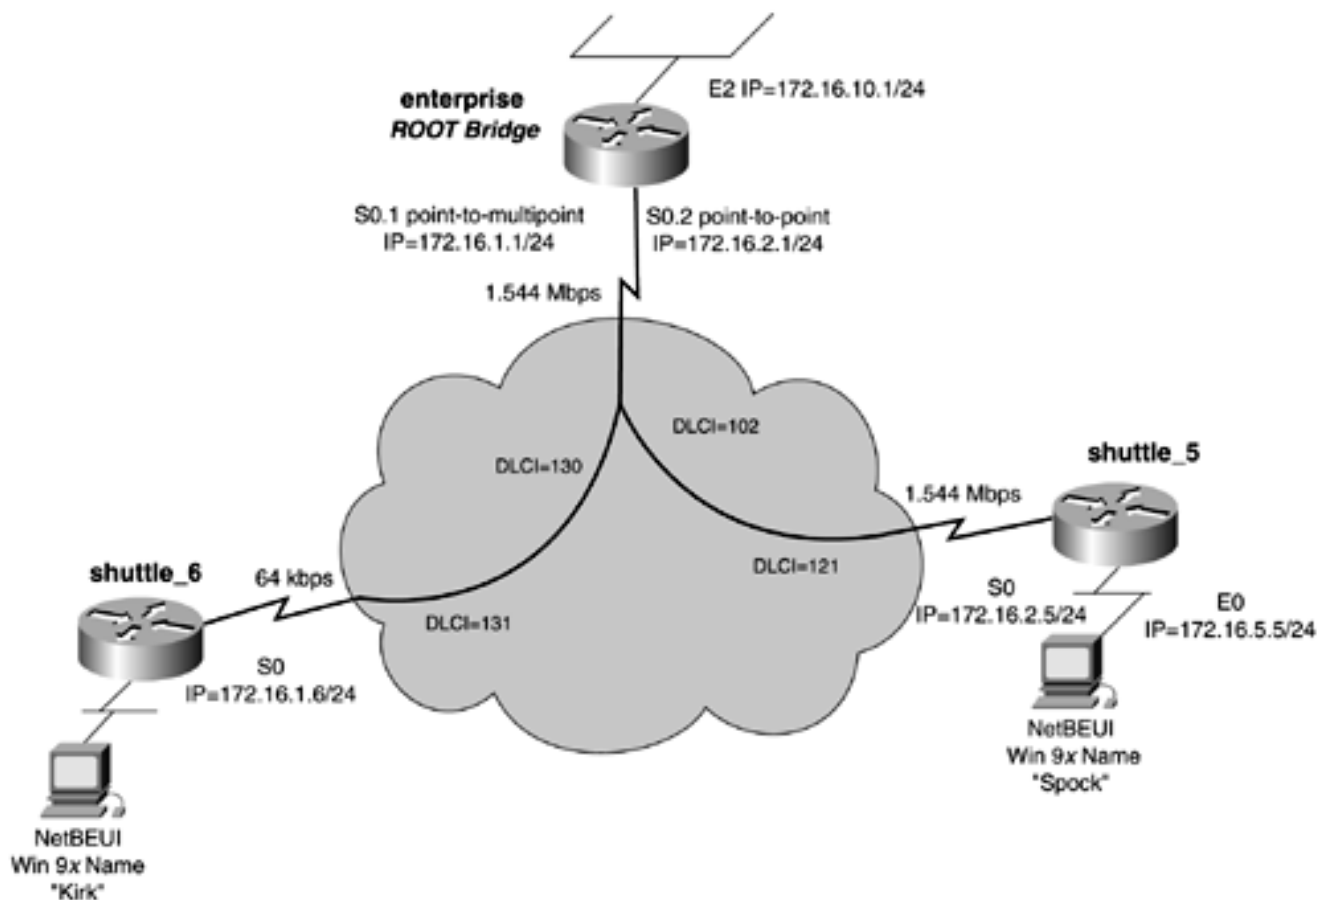 E2 IP=172.16.10.1/24
enterprise
ROOT Bridge
S0.1 point-to-multipoint
IP=172.16.1.1/24
S0.2 point-to-point
IP=172.16.2.1/24
1.544 Mbps
DLCI=102
DLCI=130
shuttle_5
1.544 Mbps
DLCI=121
shuttle_6
64 kbps
DLCI=131
S0
IP=172.16.2.5/24
E0
IP=172.16.5.5/24
S0
IP=172.16.1.6/24
NetBEUI
Win 9x Name
"Spock"
NetBEUI
Win 9x Name
"Kirk"